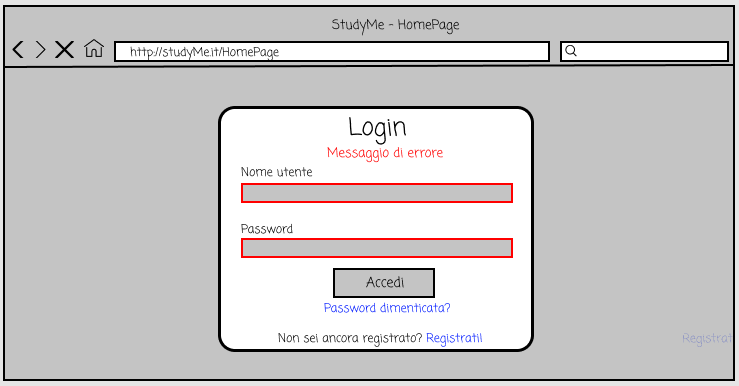 StudyMe - HomePage
http://studyMe.it/HomePage
Login
Messaggio di errore
Nome utente
Password
Accedi
Password dimenticata?
Non sei ancora registrato? Registrati!
Registrat